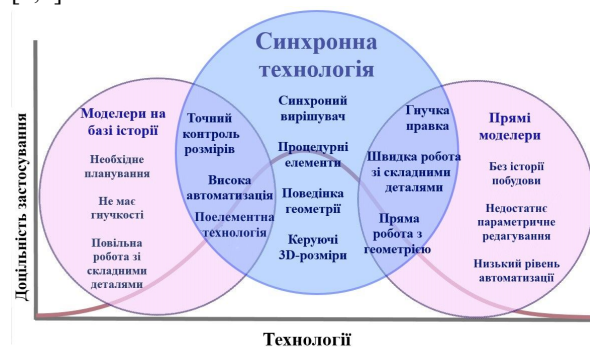 Синхронна
технологія
Синхроний
вирішувач
Процедурні
елементи
Поведінка
геометрії
Керуючі
3D-розміри
Моделери на
базі історії
Необхідне
планування
Не має
гнучкості
Повільна
робота зі
складними
деталями
Точний
контроль
розмірів
Висока
автоматизація
Поелементна
технологія
Гнучка
правка
Швидка робота
зі складними
деталями
Пряма
робота з
геометрією
Прямі
моделери
Без історії
побудови
Недостатнє
параметричне
редагування
Низький рівень
автоматизації
Доцільність застосування
Технології